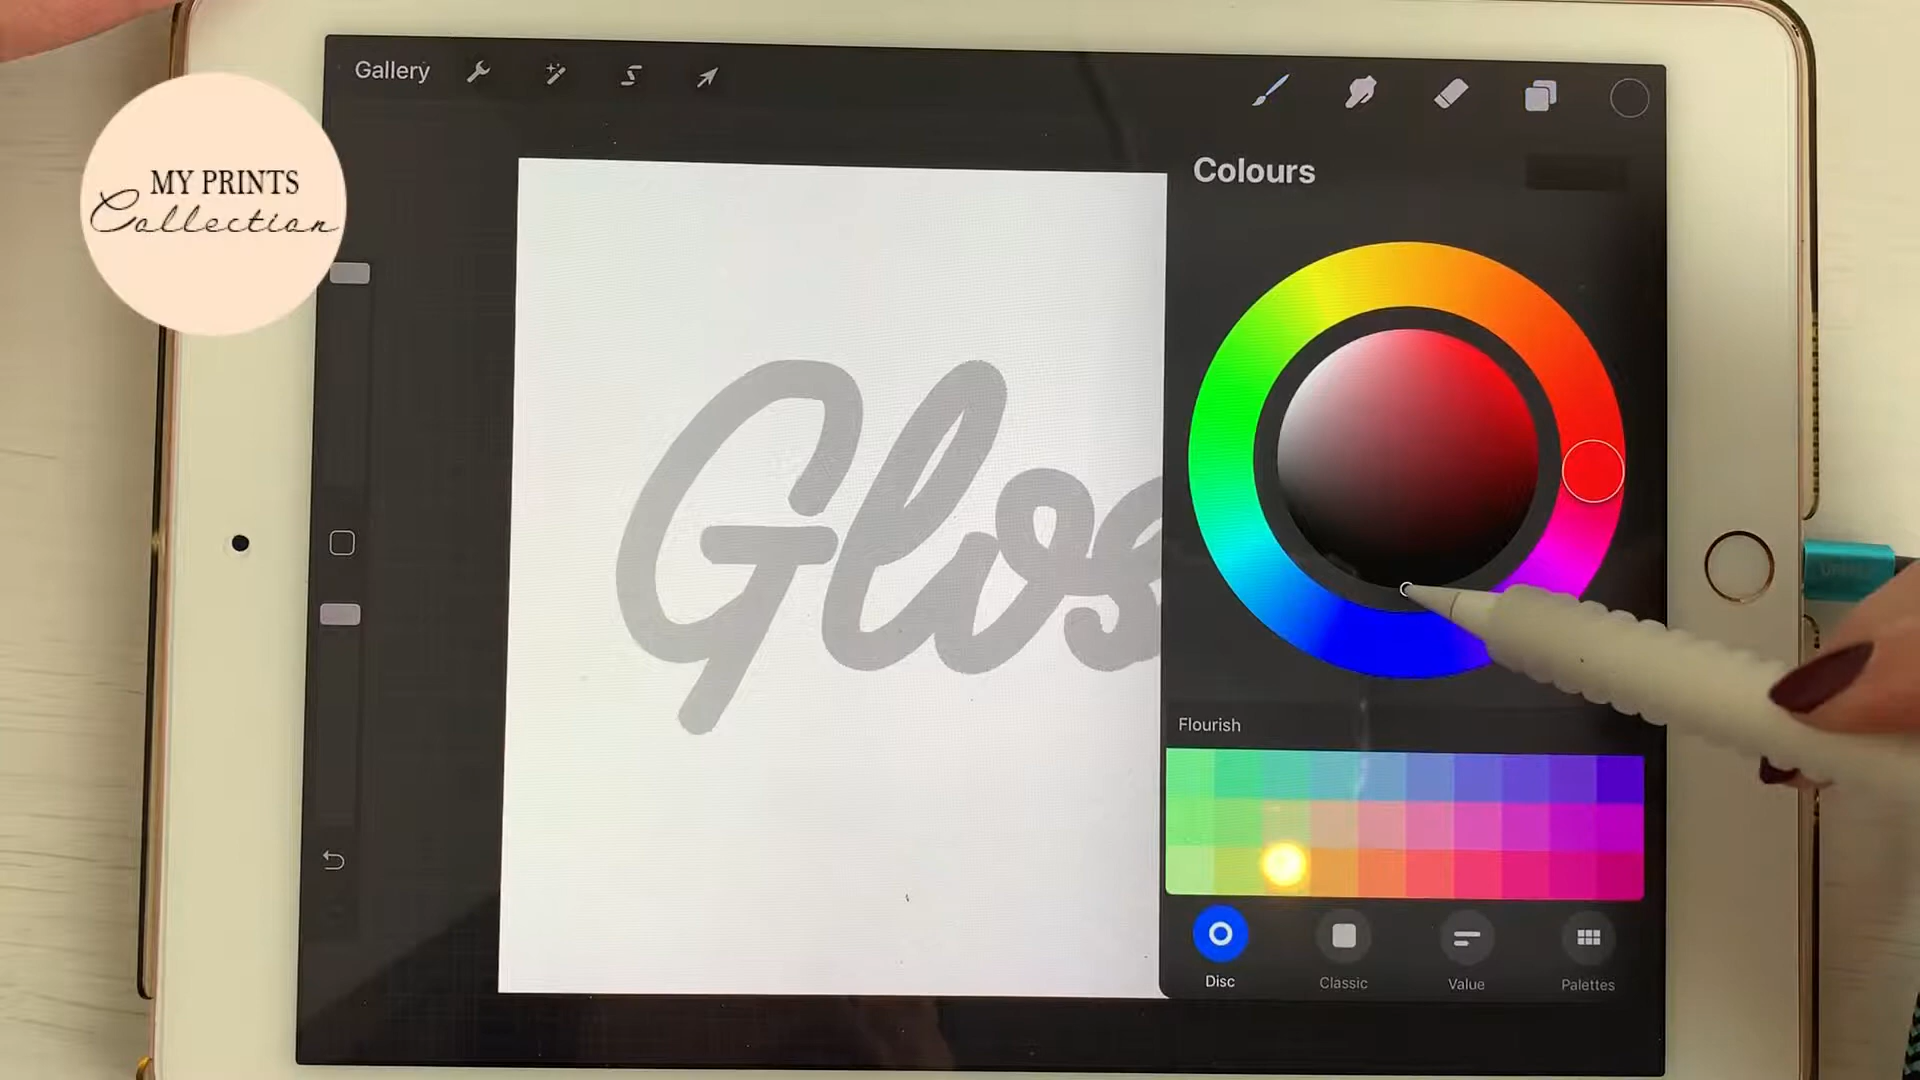 Gallery
MY PRINTS
Collection
Colours
Glos
Flourish
Disc
Classic
Value
Palettes